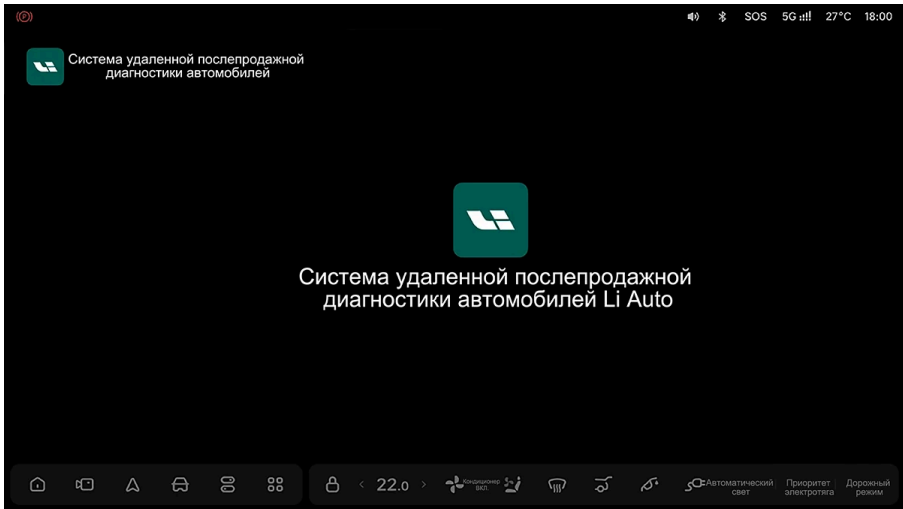 SOS 5G 27°C 18:00
Система удаленной послепродажной
диагностики автомобилей
Система удаленной послепродажной
диагностики автомобилей Li Auto
22.0
Кондиционер
ВКЛ
Автоматический
свет
Приоритет
электротяга
Дорожный
режим